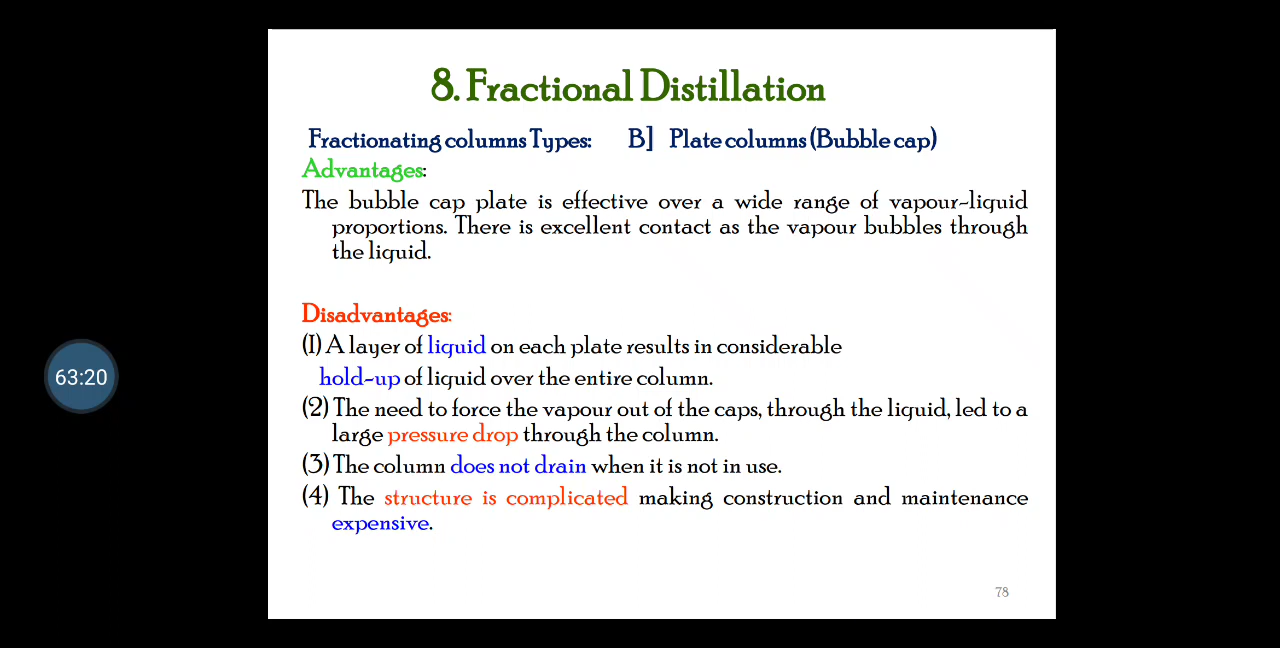 8. Fractional Distillation
Fractionating columns Types: B] Plate columns (Bubble cap)
Advantages:
The bubble cap plate is effective over a wide range of vapour-liquid
proportions. There is excellent contact as the vapour bubbles through
the liquid.
Disadvantages:
(1) A layer of liquid on each plate results in considerable
hold-up of liquid over the entire column.
63:20
(2) The need to force the vapour out of the caps, through the liquid, led to a
large pressure drop through the column.
(3) The column does not drain when it is not in use.
(4) The structure is complicated making construction and maintenance
expensive.
78